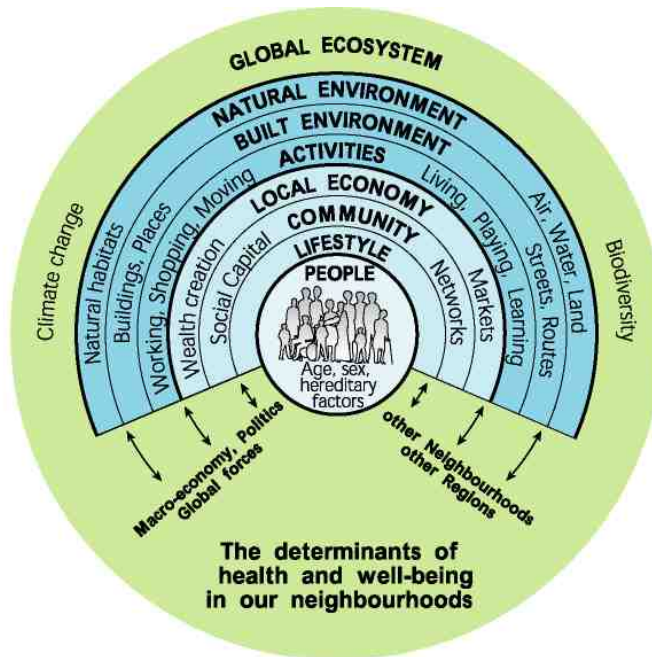 GLOBAL ECOSYSTEM
NATURAL ENVIRONMENT
BUILT ENVIRONMENT
ACTIVITIES
LOCAL ECONOMY
COMMUNITY
LIFESTYLE
PEOPLE
Age, sex,
hereditary
factors
Climate change
Natural habitats
Buildings, Places
Working, Shopping, Moving
Wealth creation
Social Capital
Networks
Markets
Living, Playing, Learning
Streets, Routes
Air, Water, Land
Biodiversity
Macro-economy, Politics
Global forces
other Neighbourhoods
other Regions
The determinants of
health and well-being
in our neighbourhoods